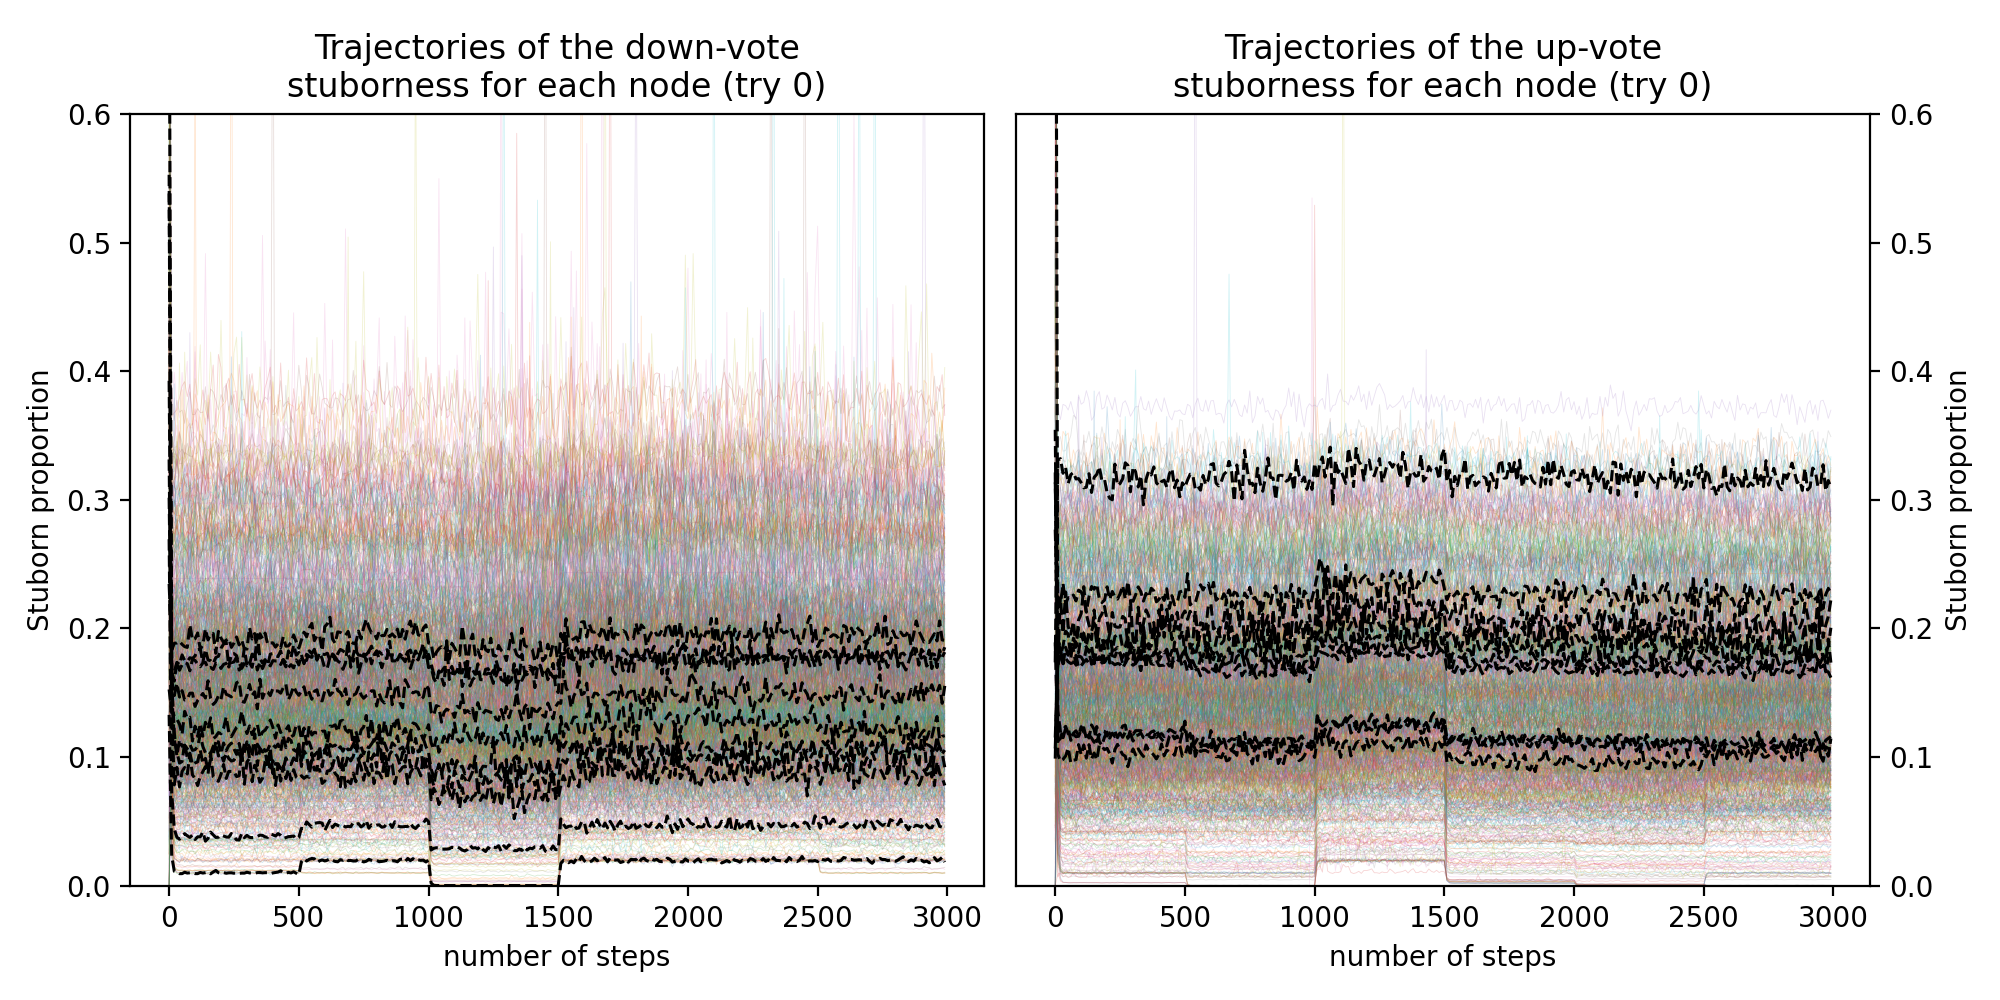 Trajectories of the down-vote
stuborness for each node (try 0)
Trajectories of the up-vote
stuborness for each node (try 0)
0.6
0.5
0.4
0.3
0.2
0.1
0.0
Stuborn proportion
0 500 1000 1500 2000 2500 3000
number of steps
0 500 1000 1500 2000 2500 3000
number of steps
0.6
0.5
0.4
0.3
0.2
0.1
0.0
Stuborn proportion